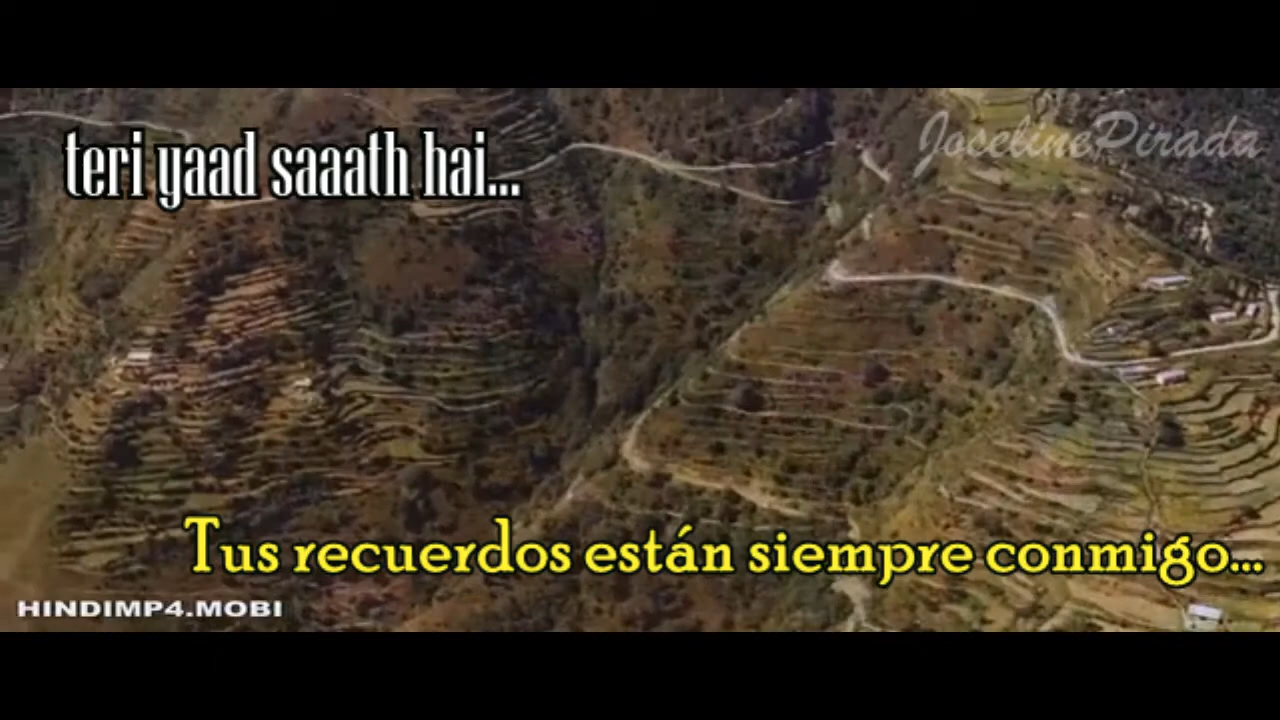 JocelinePirada
teri yaad saaath hai...
Tus recuerdos están siempre conmigo...
HINDIMP4.MOBI